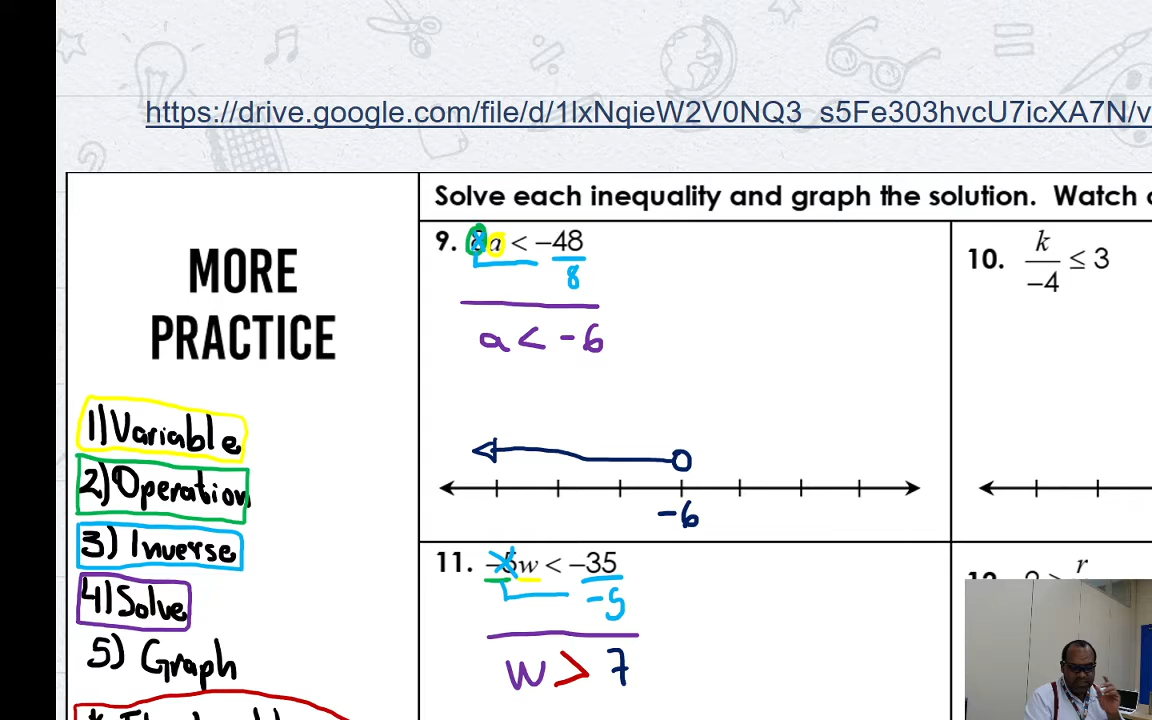 https://drive.google.com/file/d/1lxNqieW2V0NQ3_s5Fe303hvcU7icXA7N/v
Solve each inequality and graph the solution. Watch
MORE
PRACTICE
1) Variable
2) Operation
3) Inverse
4) Solve
5) Graph
9. 8a < −48
8
a < -6
-6
10. k/−4 ≤ 3
11. −5w < −35
-5
w > 7
r